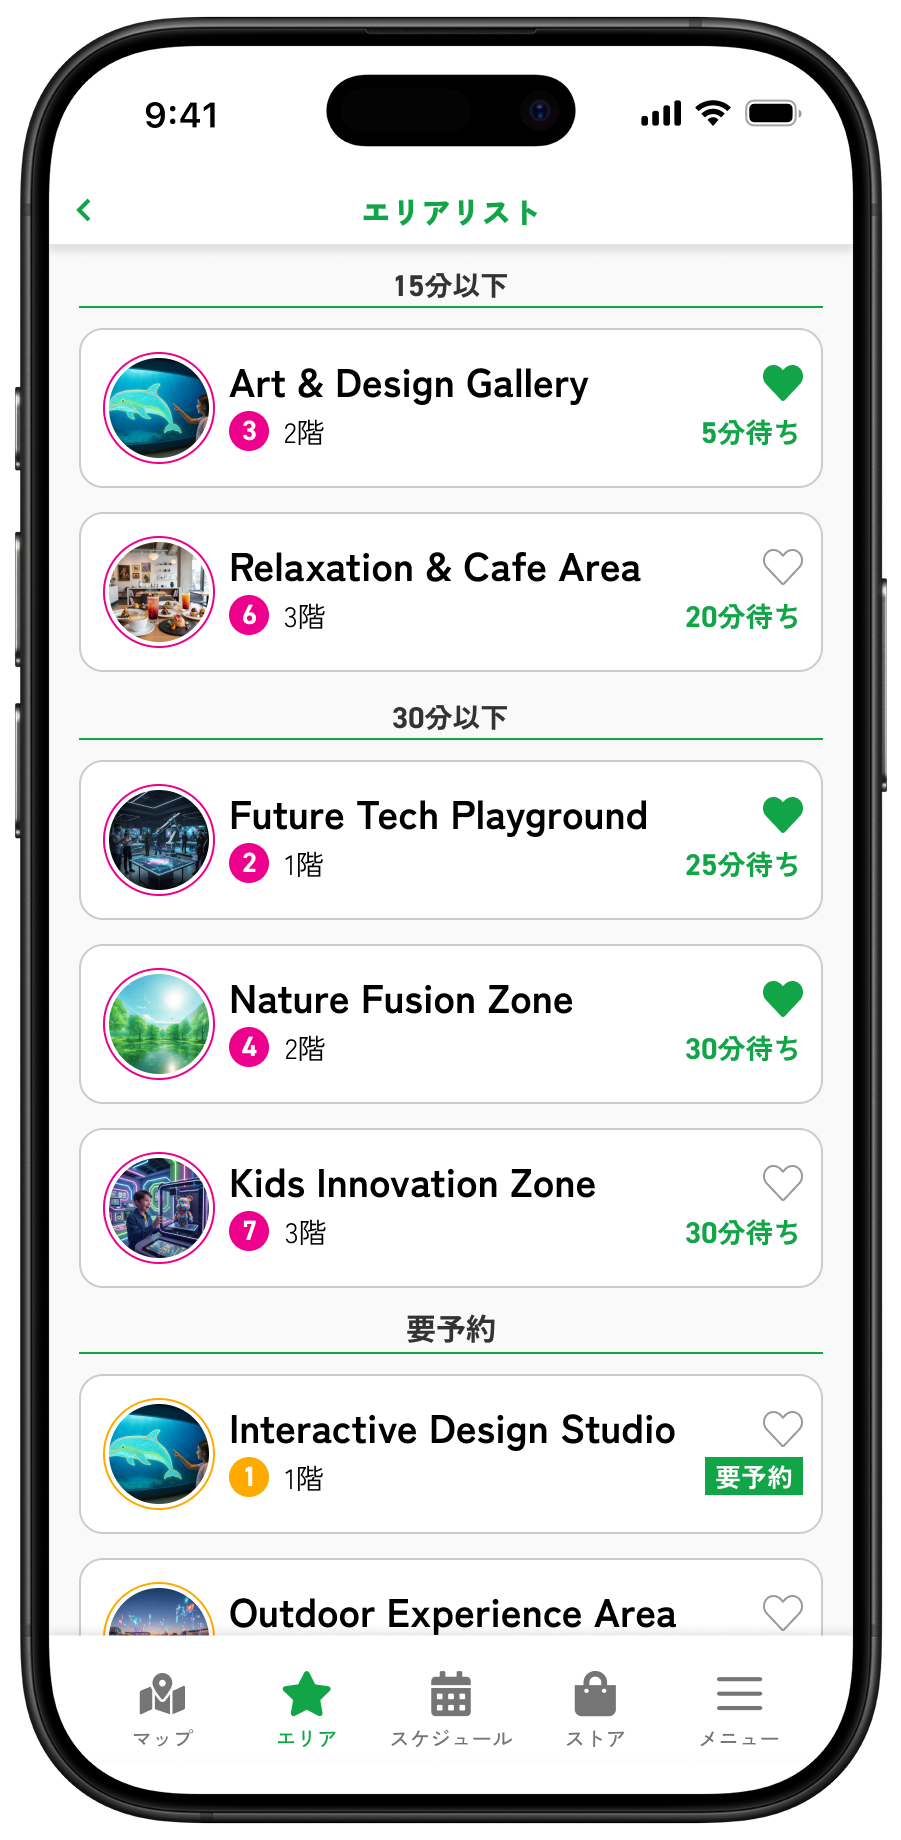 9:41
エリアリスト
15分以下
Art & Design Gallery
3 2階
5分待ち
Relaxation & Cafe Area
6 3階
20分待ち
30分以下
Future Tech Playground
2 1階
25分待ち
Nature Fusion Zone
4 2階
30分待ち
Kids Innovation Zone
7 3階
30分待ち
要予約
Interactive Design Studio
1 1階
要予約
Outdoor Experience Area
マップ
エリア
スケジュール
ストア
メニュー